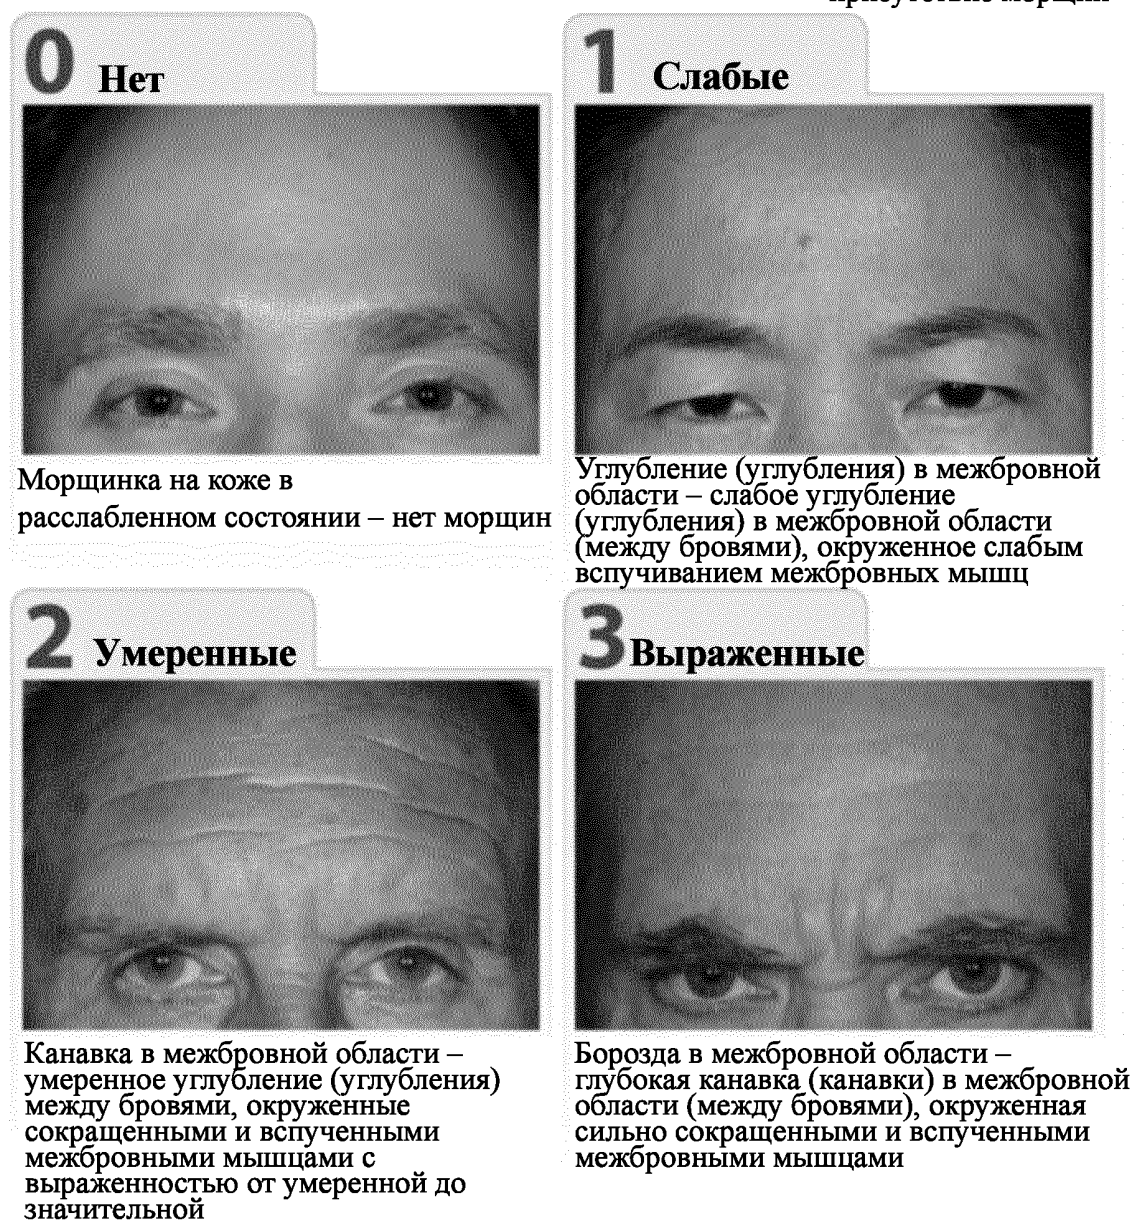 присутствие морщин
0 Нет
Морщинка на коже в
расслабленном состоянии – нет морщин
1 Слабые
Углубление (углубления) в межбровной
области – слабое углубление
(углубления) в межбровной области
(между бровями), окруженное слабым
вспучиванием межбровных мышц
2 Умеренные
Канавка в межбровной области –
умеренное углубление (углубления)
между бровями, окруженные
сокращенными и вспученными
межбровными мышцами с
выраженностью от умеренной до
значительной
3 Выраженные
Борозда в межбровной области –
глубокая канавка (канавки) в межбровной
области (между бровями), окруженная
сильно сокращенными и вспученными
межбровными мышцами